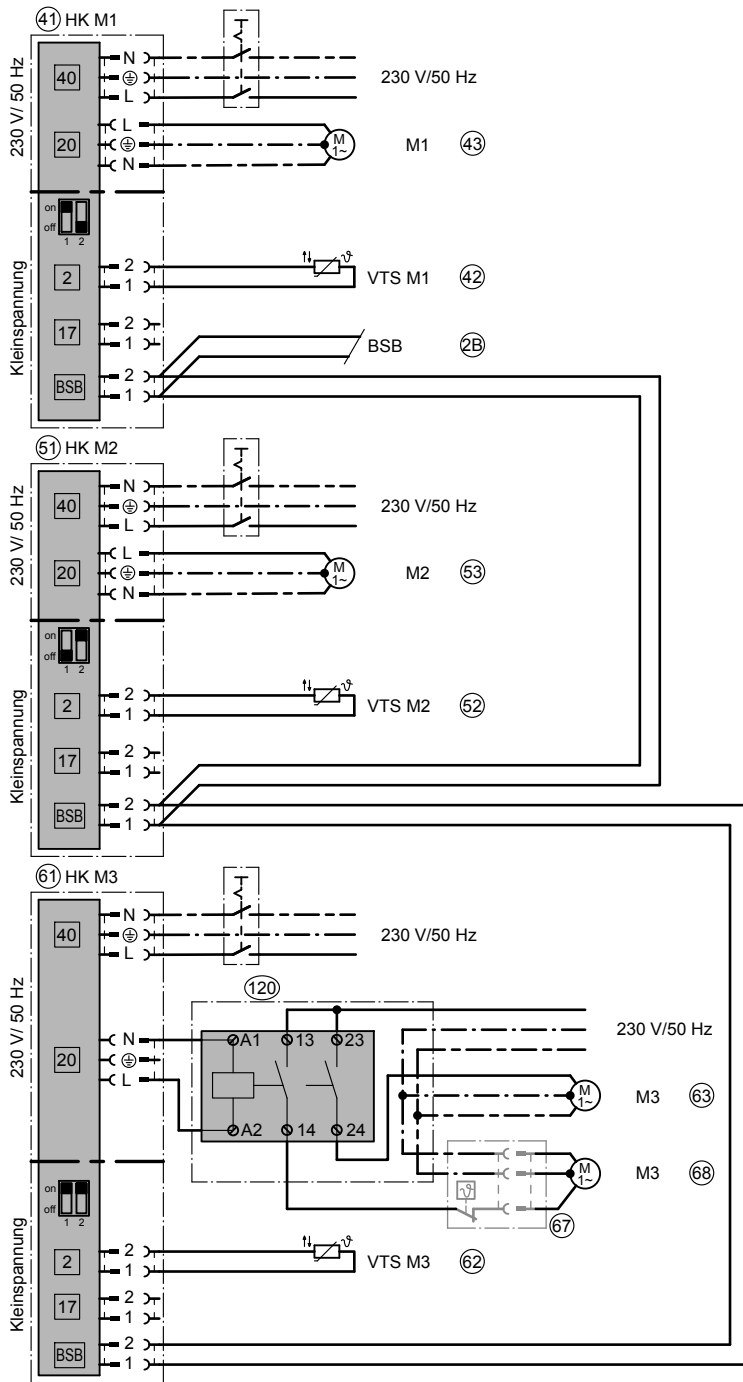 41 HK M1
230 V/ 50 Hz
40
N
L
230 V/50 Hz
20
L
N
M
1~
M1 43
on
off
1 2
Kleinspannung
2
2
1
ϑ
VTS M1 42
17
2
1
BSB 2B
BSB
2
1
51 HK M2
230 V/ 50 Hz
40
N
L
230 V/50 Hz
20
L
N
M
1~
M2 53
on
off
1 2
Kleinspannung
2
2
1
ϑ
VTS M2 52
17
2
1
BSB
2
1
61 HK M3
230 V/ 50 Hz
40
N
L
230 V/50 Hz
120
20
N
L
A1 13 23
A2 14 24
230 V/50 Hz
M
1~
M3 63
M
1~
M3 68
ϑ
67
on
off
1 2
Kleinspannung
2
2
1
ϑ
VTS M3 62
17
2
1
BSB
2
1